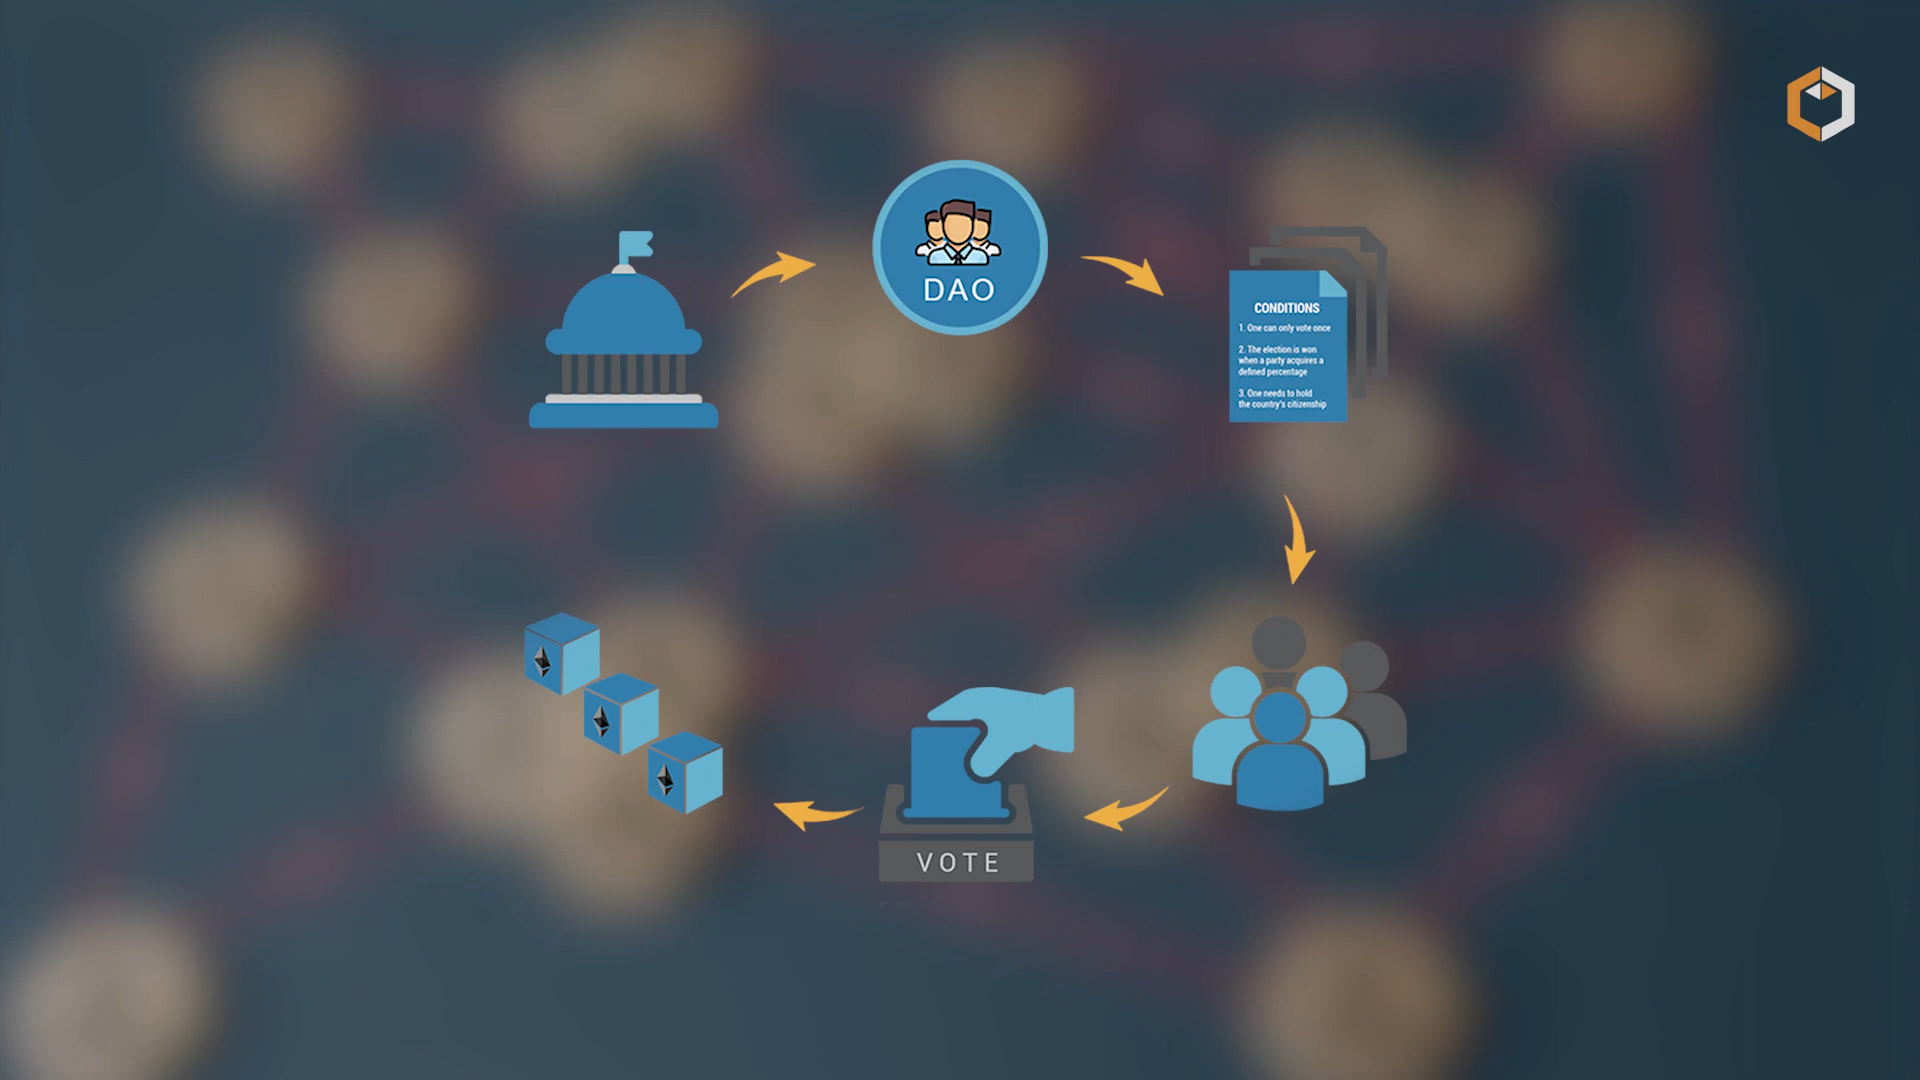 DAO
CONDITIONS
1. One can only vote once
2. The election is won
when a party acquires a
defined percentage
3. One needs to hold
the country's citizenship
VOTE